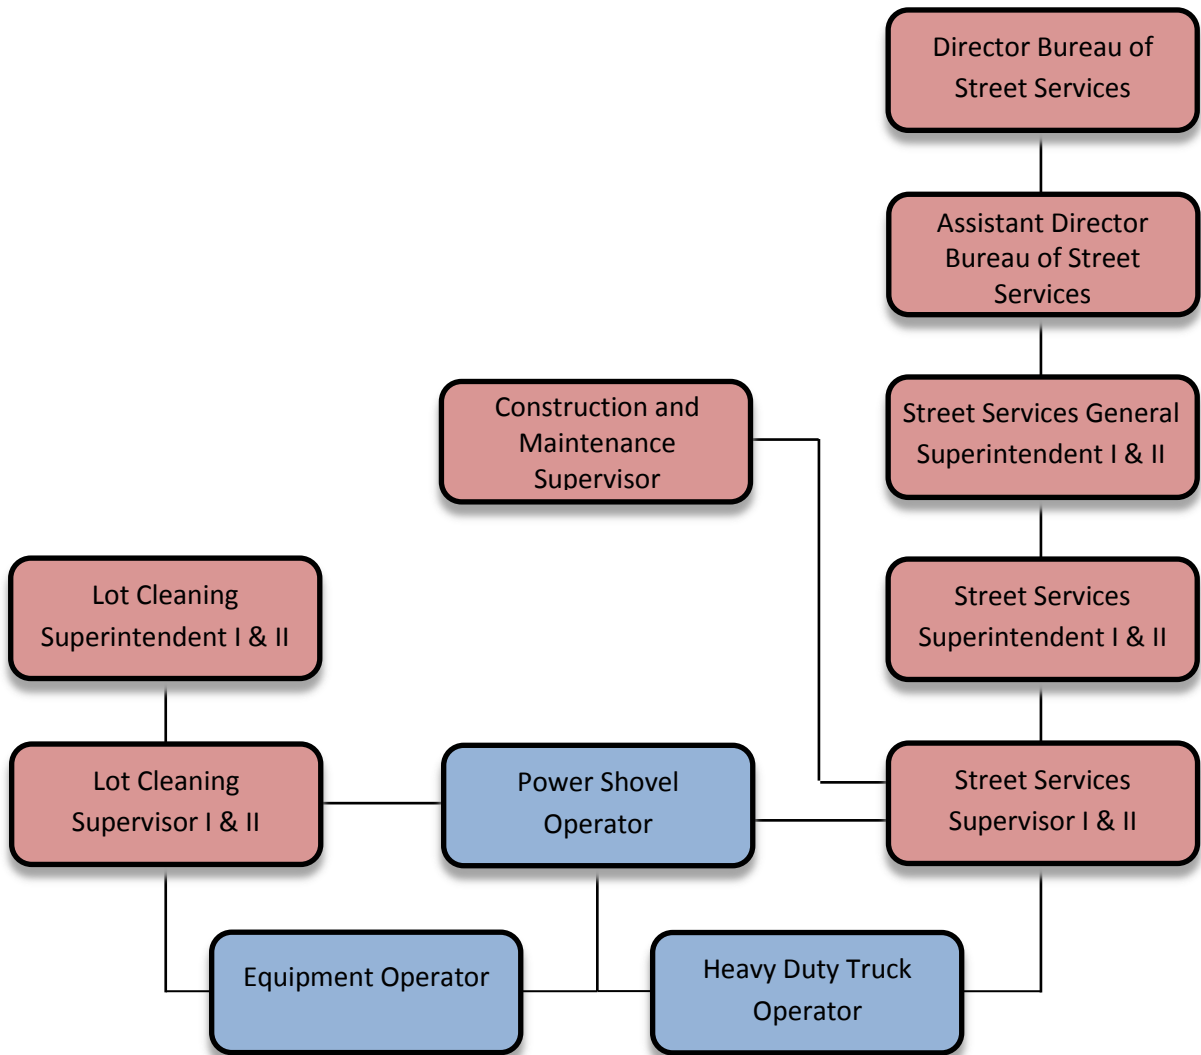 Director Bureau of
Street Services
Assistant Director
Bureau of Street
Services
Construction and
Maintenance
Supervisor
Street Services General
Superintendent I & II
Lot Cleaning
Superintendent I & II
Street Services
Superintendent I & II
Lot Cleaning
Supervisor I & II
Power Shovel
Operator
Street Services
Supervisor I & II
Equipment Operator
Heavy Duty Truck
Operator